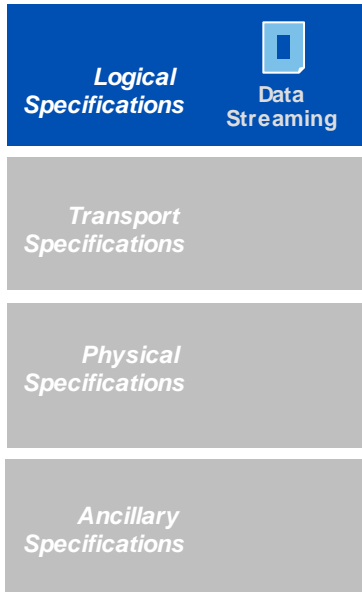 Logical
Specifications
Data
Streaming
Transport
Specifications
Physical
Specifications
Ancillary
Specifications